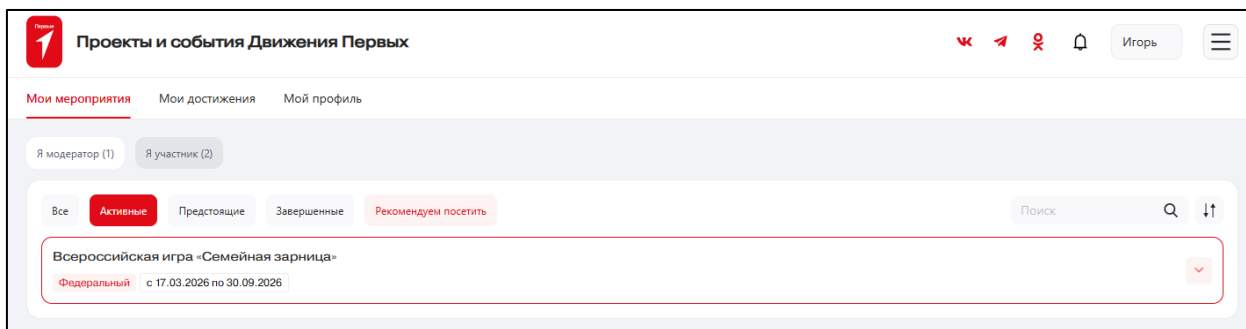 Первые
Проекты и события Движения Первых
Игорь
Мои мероприятия Мои достижения Мой профиль
Я модератор (1) Я участник (2)
Все Активные Предстоящие Завершенные Рекомендуем посетить Поиск
Всероссийская игра «Семейная зарница»
Федеральный с 17.03.2026 по 30.09.2026